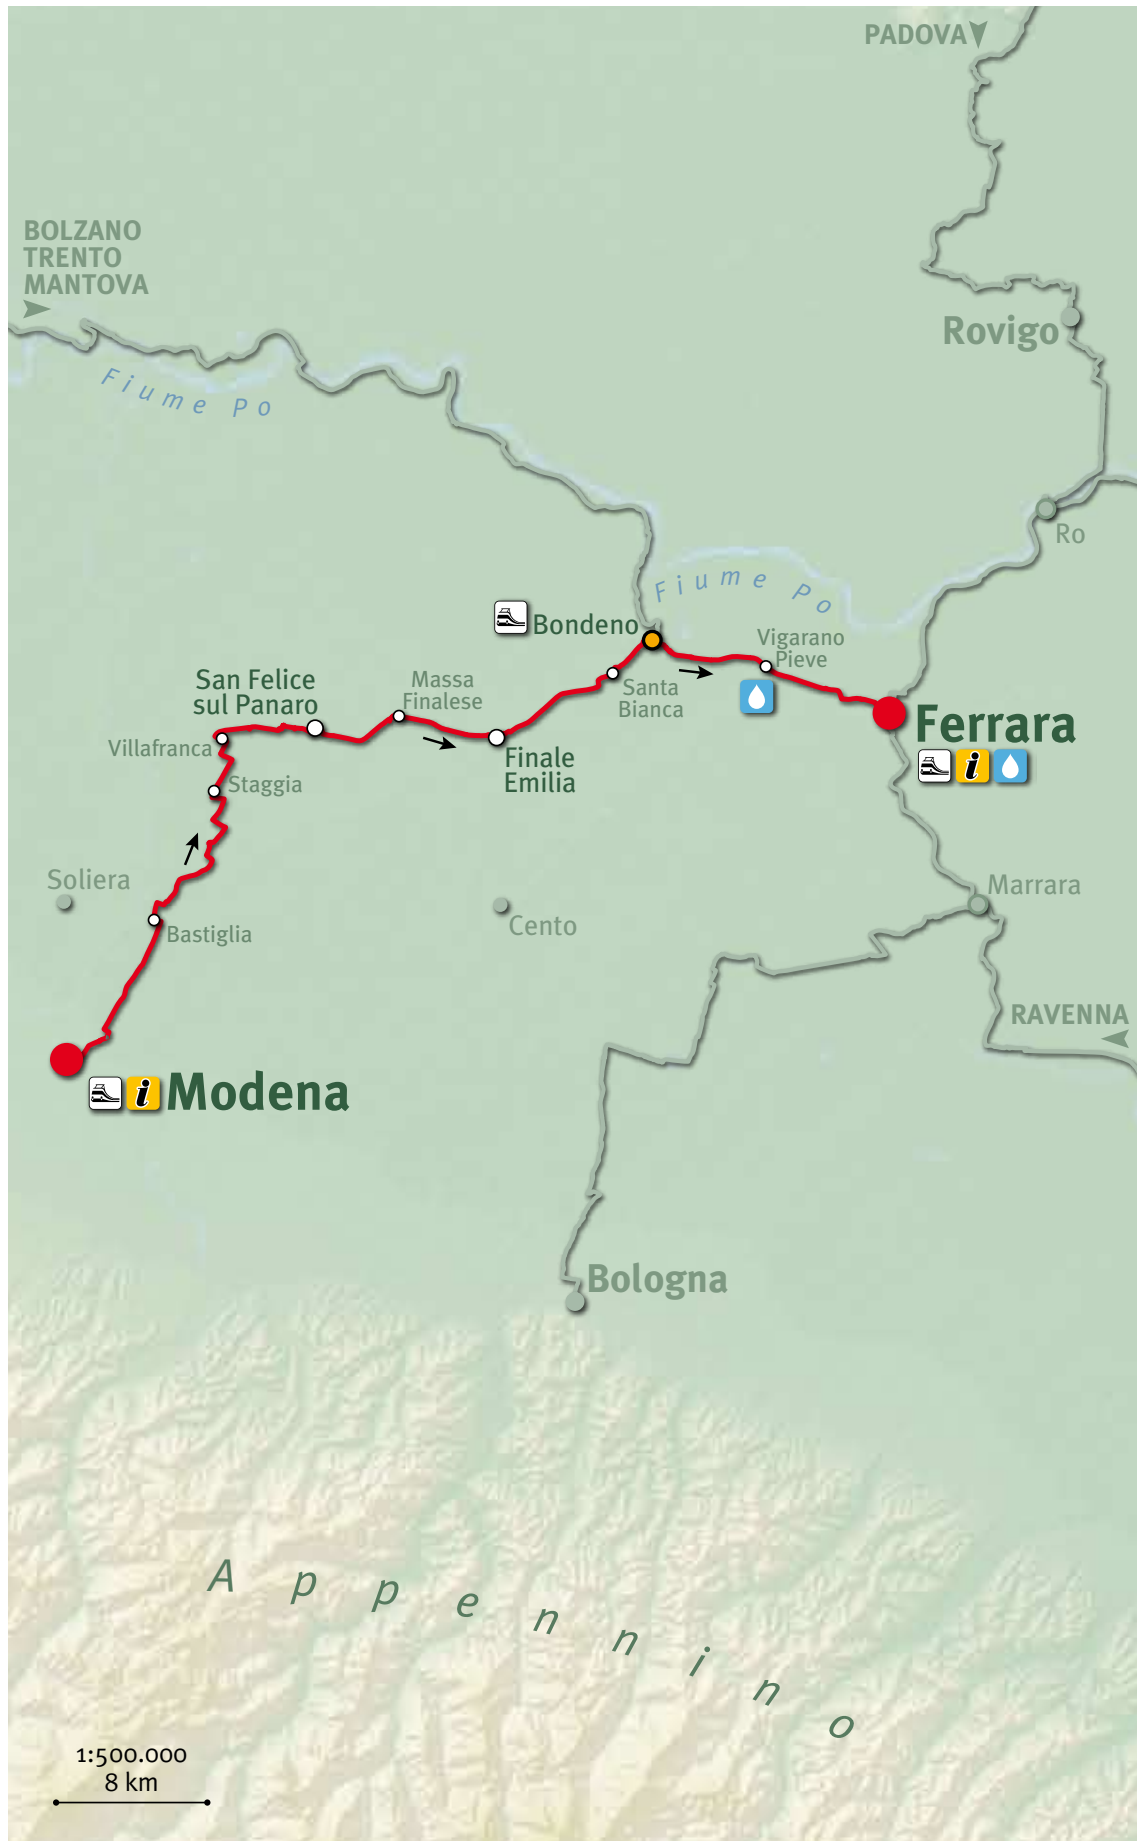 PADOVA
BOLZANO
TRENTO
MANTOVA
Rovigo
Fiume Po
Ro
Fiume Po
Bondeno
Vigarano
Pieve
San Felice
sul Panaro
Massa
Finalese
Santa
Bianca
Ferrara
Villafranca
Finale
Emilia
i
Staggia
Soliera
Marrara
Cento
Bastiglia
RAVENNA
i
Modena
Bologna
Appennino
1:500.000
8 km